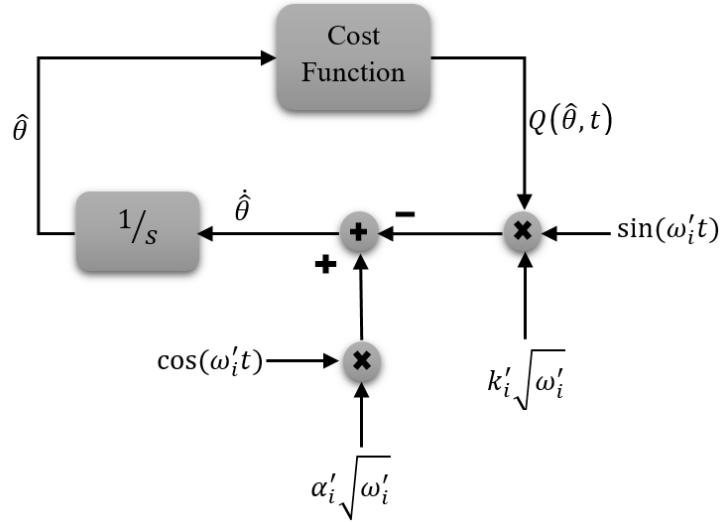 Cost
Function
θ̂
Q(θ̂, t)
1/s
θ̂̇
−
+
×
sin(ω′ᵢt)
+
cos(ω′ᵢt)
×
k′ᵢ√ω′ᵢ
α′ᵢ√ω′ᵢ